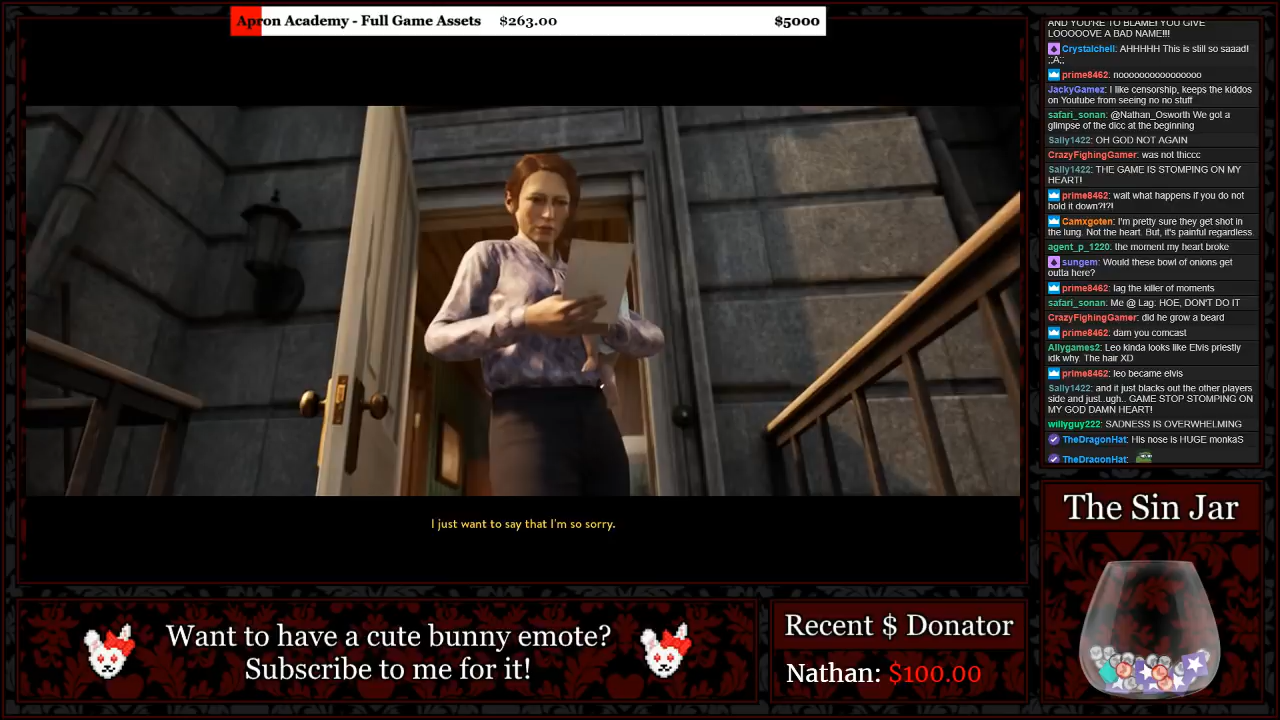 Apron Academy - Full Game Assets $263.00 $5000
AND YOU'RE TO BLAME! YOU GIVE
LOOOOOVE A BAD NAME!!!
Crystalchell: AHHHHH This is still so saaad!
;;A;;
prime8462: noooooooooooooooo
JackyGamez: I like censorship, keeps the kiddos
on Youtube from seeing no no stuff
safari_sonan: @Nathan_Osworth We got a
glimpse of the dicc at the beginning
Sally1422: OH GOD NOT AGAIN
CrazyFighingGamer: was not thiccc
Sally1422: THE GAME IS STOMPING ON MY
HEART!
prime8462: wait what happens if you do not
hold it down?!?!
Camxgoten: I'm pretty sure they get shot in
the lung. Not the heart. But, it's painful regardless.
agent_p_1220: the moment my heart broke
sungem: Would these bowl of onions get
outta here?
prime8462: lag the killer of moments
safari_sonan: Me @ Lag: HOE, DON'T DO IT
CrazyFighingGamer: did he grow a beard
prime8462: dam you comcast
Allygames2: Leo kinda looks like Elvis priestly
idk why. The hair XD
prime8462: leo became elvis
Sally1422: and it just blacks out the other players
side and just..ugh.. GAME STOP STOMPING ON
MY GOD DAMN HEART!
willyguy222: SADNESS IS OVERWHELMING
TheDragonHat: His nose is HUGE monkaS
TheDragonHat:
I just want to say that I'm so sorry.
The Sin Jar
Want to have a cute bunny emote?
Subscribe to me for it!
Recent $ Donator
Nathan: $100.00